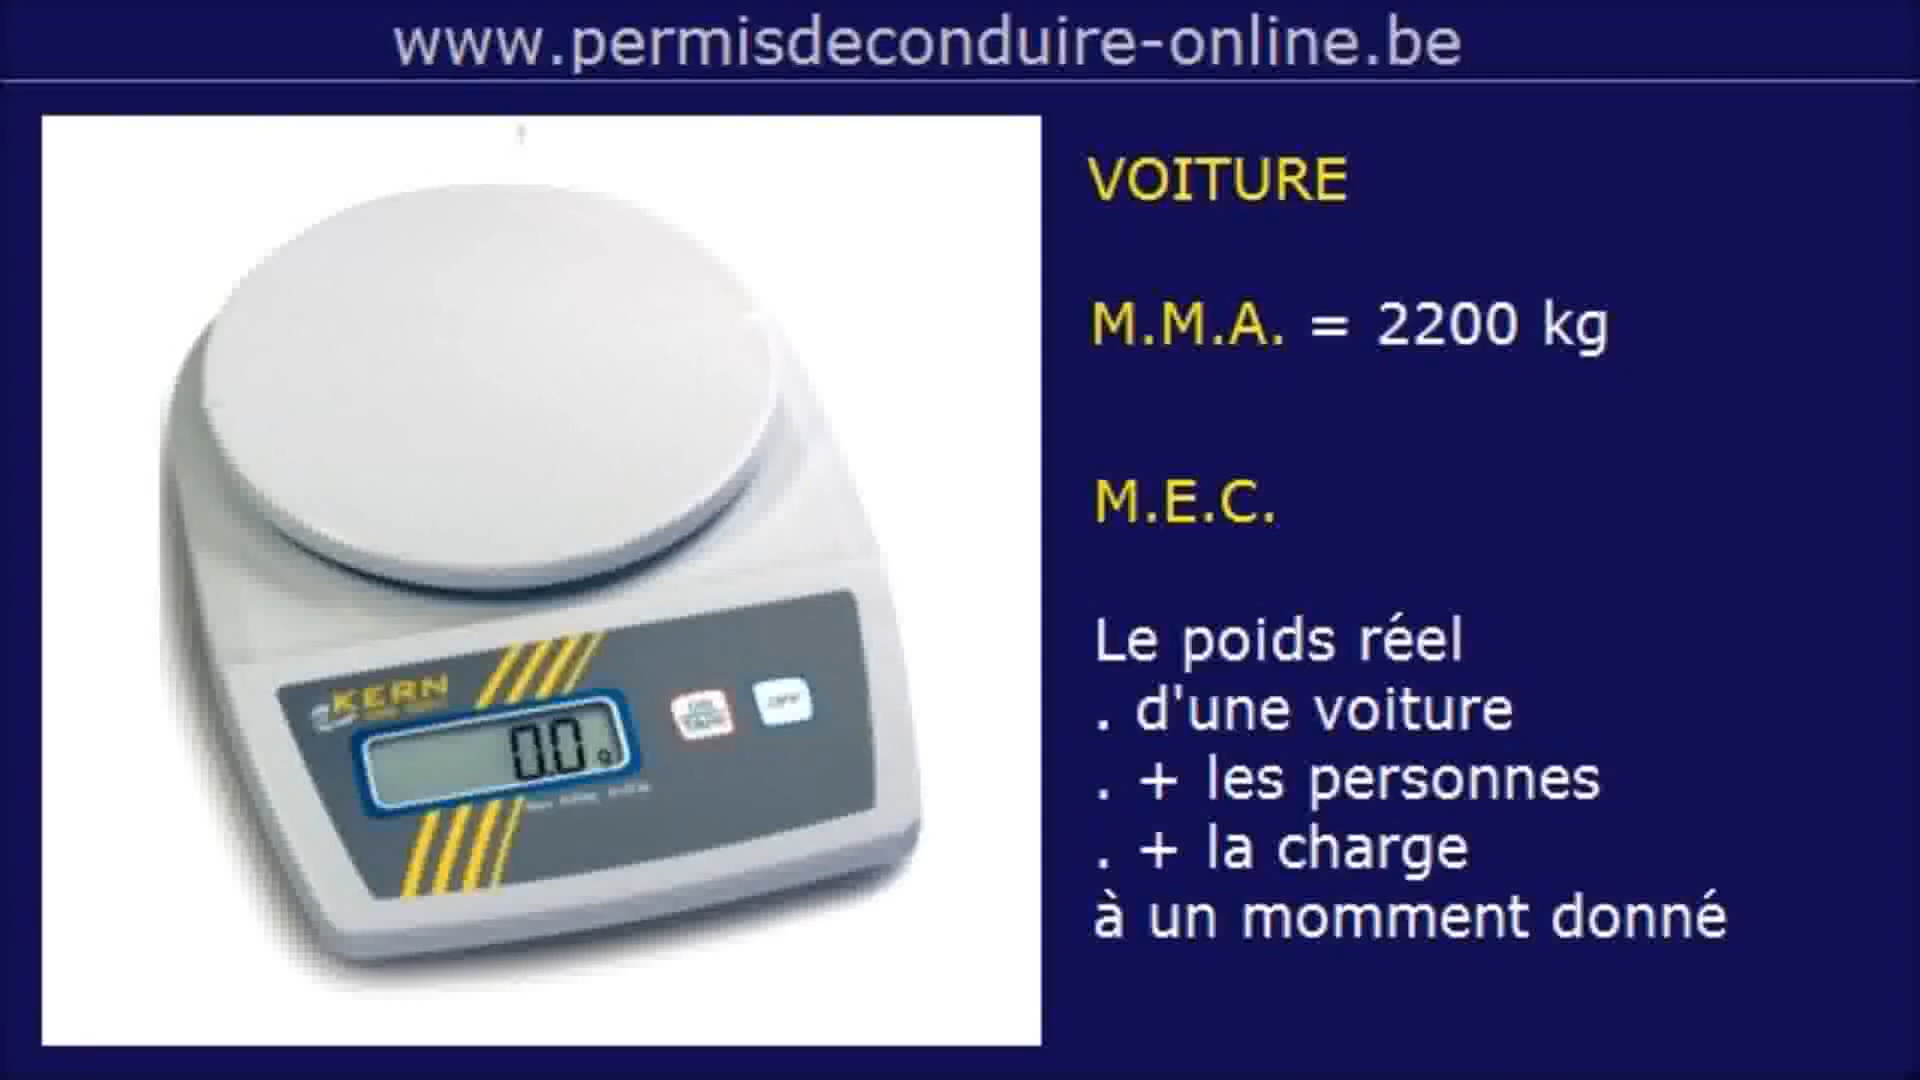 www.permisdeconduire-online.be
VOITURE
M.M.A. = 2200 kg
M.E.C.
Le poids réel
. d'une voiture
. + les personnes
. + la charge
à un momment donné
KERN
0.0 g
OFF